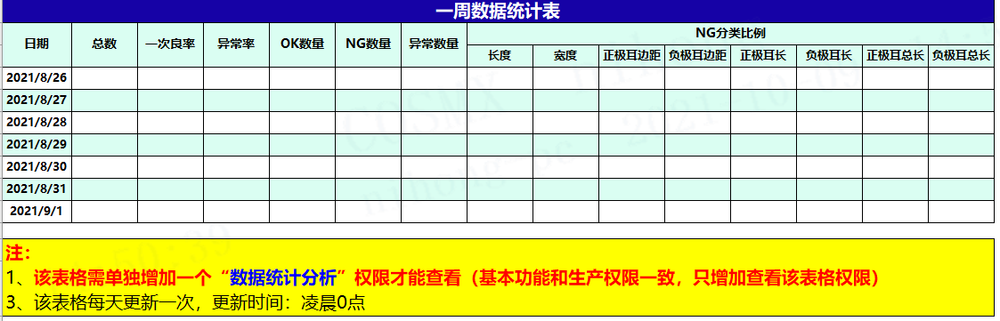 一周数据统计表
日期 总数 一次良率 异常率 OK数量 NG数量 异常数量 NG分类比例
长度 宽度 正极耳边距 负极耳边距 正极耳长 负极耳长 正极耳总长 负极耳总长
2021/8/26
2021/8/27
2021/8/28
2021/8/29
2021/8/30
2021/8/31
2021/9/1
COSMX
nihong-pc 2021-10-09
50:39
注：
1、该表格需单独增加一个“数据统计分析”权限才能查看（基本功能和生产权限一致，只增加查看该表格权限）
3、该表格每天更新一次，更新时间：凌晨0点